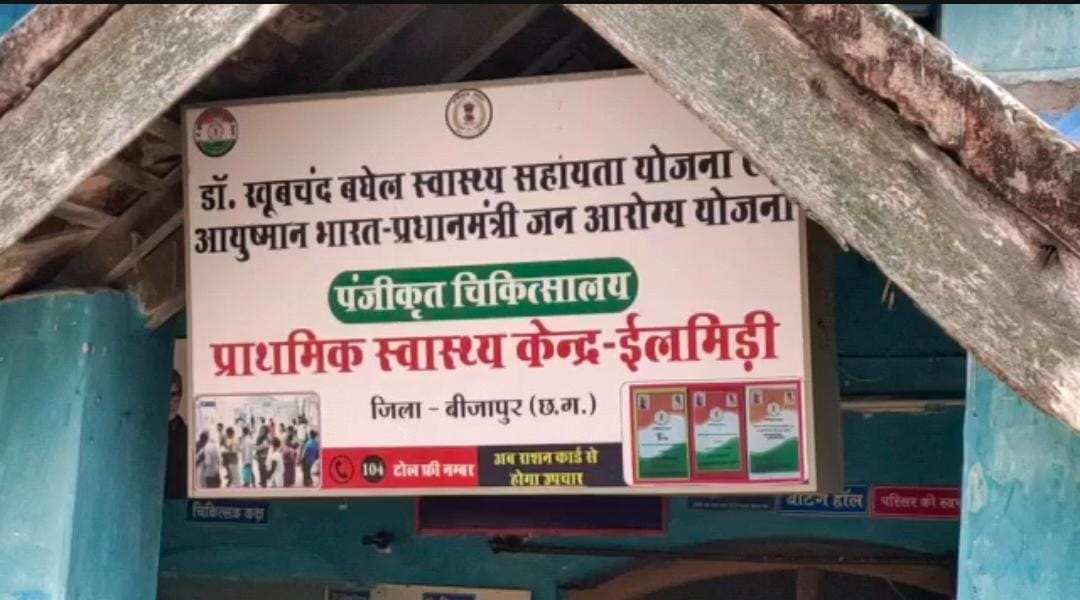 डॉ. खूबचंद बघेल स्वास्थ्य सहायता योजना
आयुष्मान भारत-प्रधानमंत्री जन आरोग्य योजना
पंजीकृत चिकित्सालय
प्राथमिक स्वास्थ्य केन्द्र-ईलमिड़ी
जिला - बीजापुर (छ.ग.)
104 टोल फ्री नम्बर
अब राशन कार्ड से
होगा उपचार
चिकित्सक कक्ष
वेटिंग हॉल
परिसर को